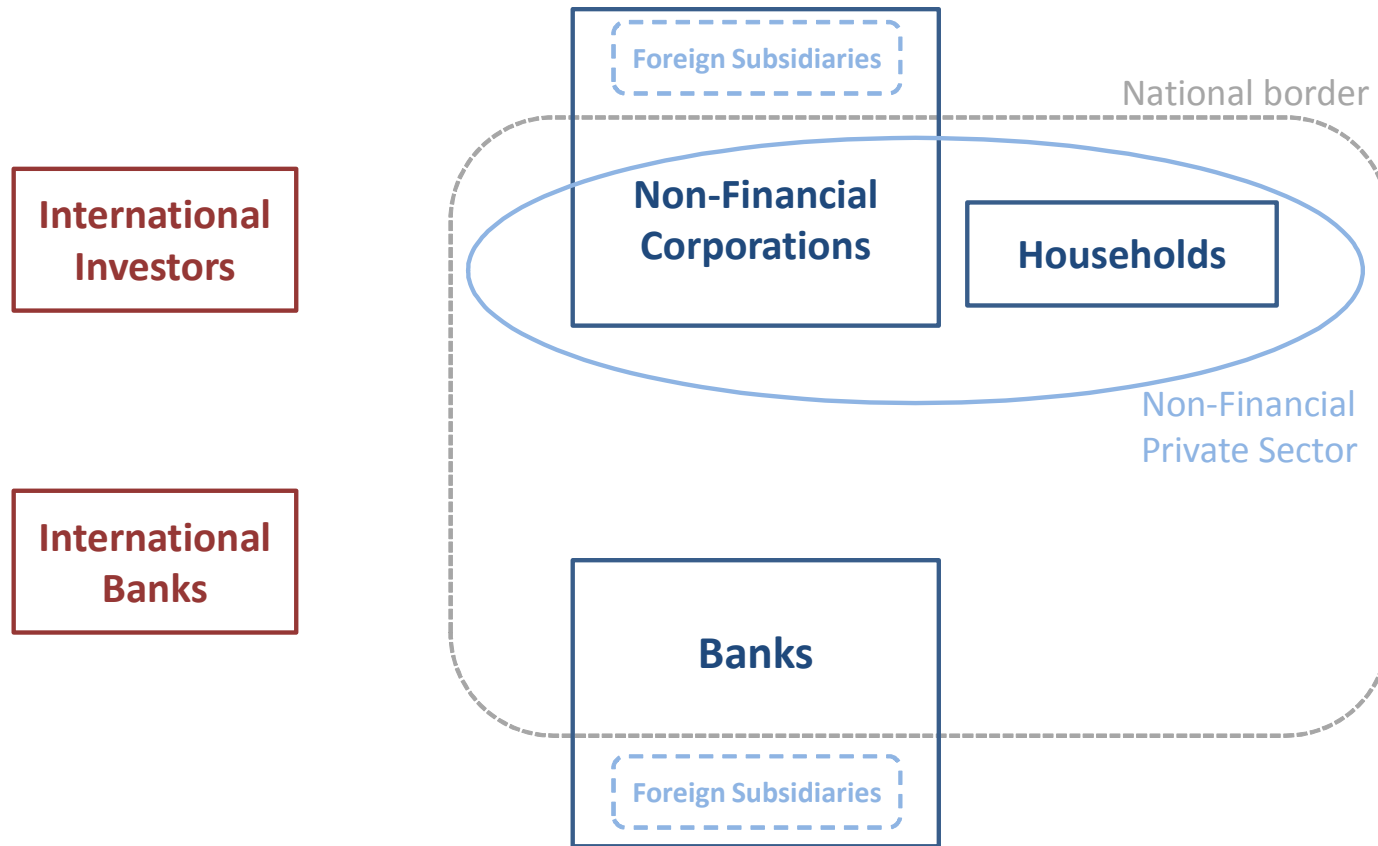 Foreign Subsidiaries
National border
Non-Financial
Corporations
International
Investors
Households
Non-Financial
Private Sector
International
Banks
Banks
Foreign Subsidiaries